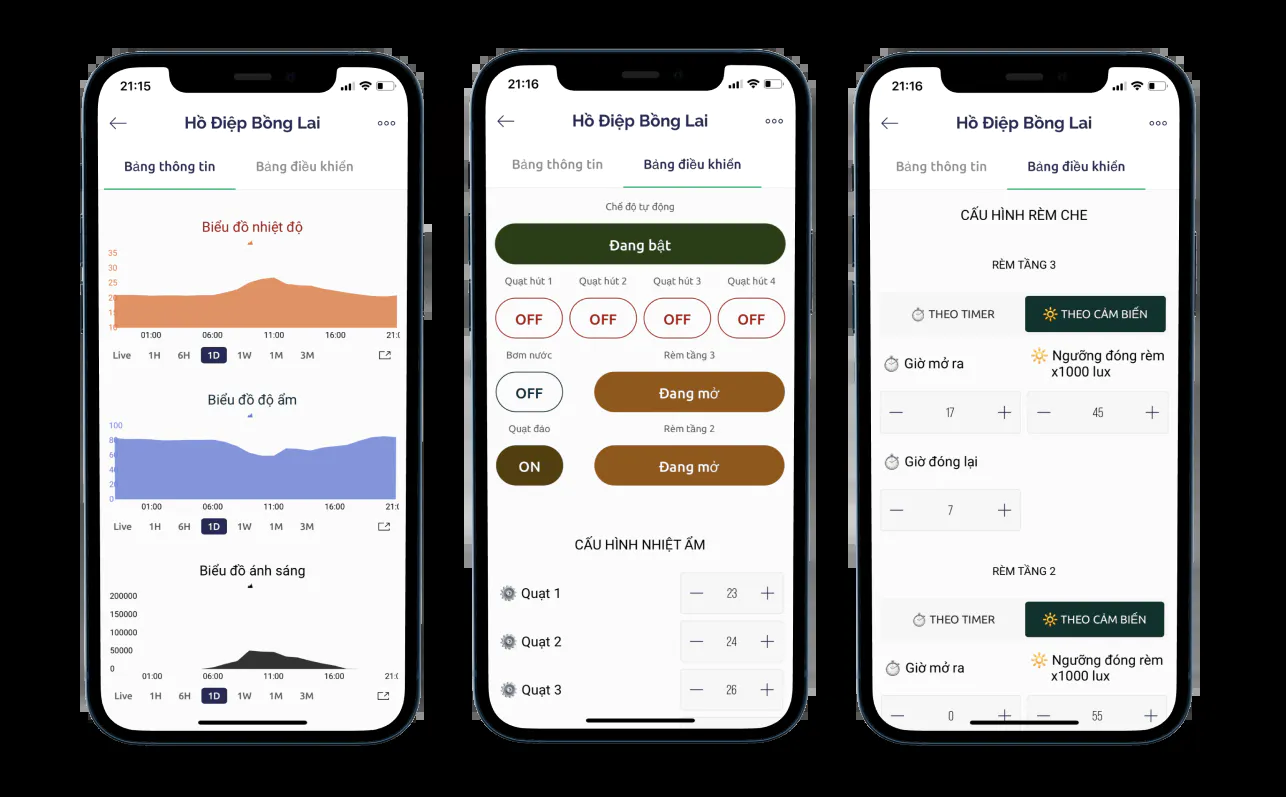 21:15
Hồ Điệp Bồng Lai
Bảng thông tin
Bảng điều khiển
Biểu đồ nhiệt độ
35
30
25
20
10
01:00 06:00 11:00 16:00
Live 1H 6H 1D 1W 1M 3M
Biểu đồ độ ẩm
100
80
60
40
20
0
01:00 06:00 11:00 16:00
Live 1H 6H 1D 1W 1M 3M
Biểu đồ ánh sáng
200000
150000
100000
50000
0
01:00 06:00 11:00 16:00
Live 1H 6H 1D 1W 1M 3M
21:16
Hồ Điệp Bồng Lai
Bảng thông tin
Bảng điều khiển
Chế độ tự động
Đang bật
Quạt hút 1 Quạt hút 2 Quạt hút 3 Quạt hút 4
OFF OFF OFF OFF
Bơm nước Rèm tầng 3
OFF Đang mở
Quạt đảo Rèm tầng 2
ON Đang mở
CẤU HÌNH NHIỆT ẨM
Quạt 1 — 23 +
Quạt 2 — 24 +
Quạt 3 — 26 +
21:16
Hồ Điệp Bồng Lai
Bảng thông tin
Bảng điều khiển
CẤU HÌNH RÈM CHE
RÈM TẦNG 3
THEO TIMER THEO CẢM BIẾN
Giờ mở ra
Ngưỡng đóng rèm
x1000 lux
— 17 + — 45 +
Giờ đóng lại
— 7 +
RÈM TẦNG 2
THEO TIMER THEO CẢM BIẾN
Giờ mở ra
Ngưỡng đóng rèm
x1000 lux
— 0 + — 55 +